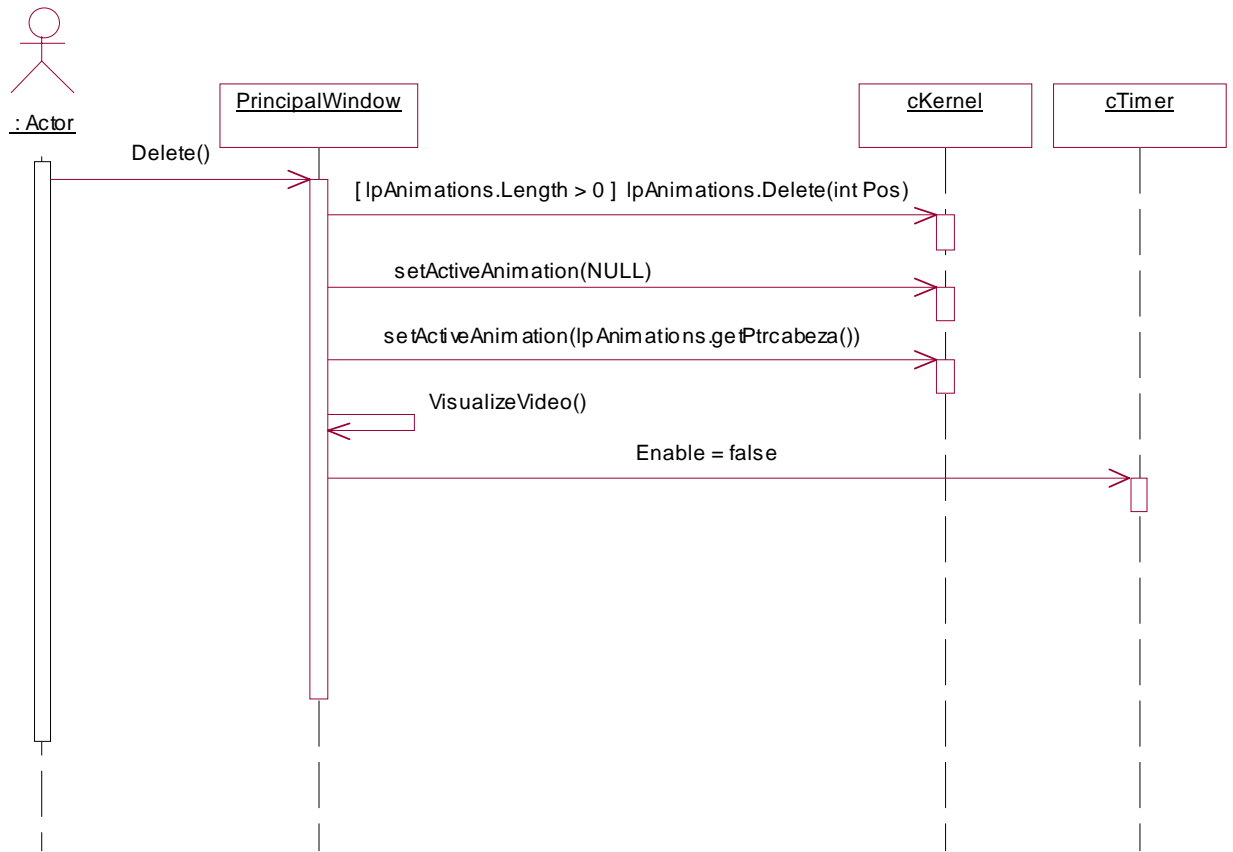 : Actor
PrincipalWindow
cKernel
cTimer
Delete()
[ lpAnimations.Length > 0 ] lpAnimations.Delete(int Pos)
setActiveAnimation(NULL)
setActiveAnimation(lpAnimations.getPtrcabeza())
VisualizeVideo()
Enable = false